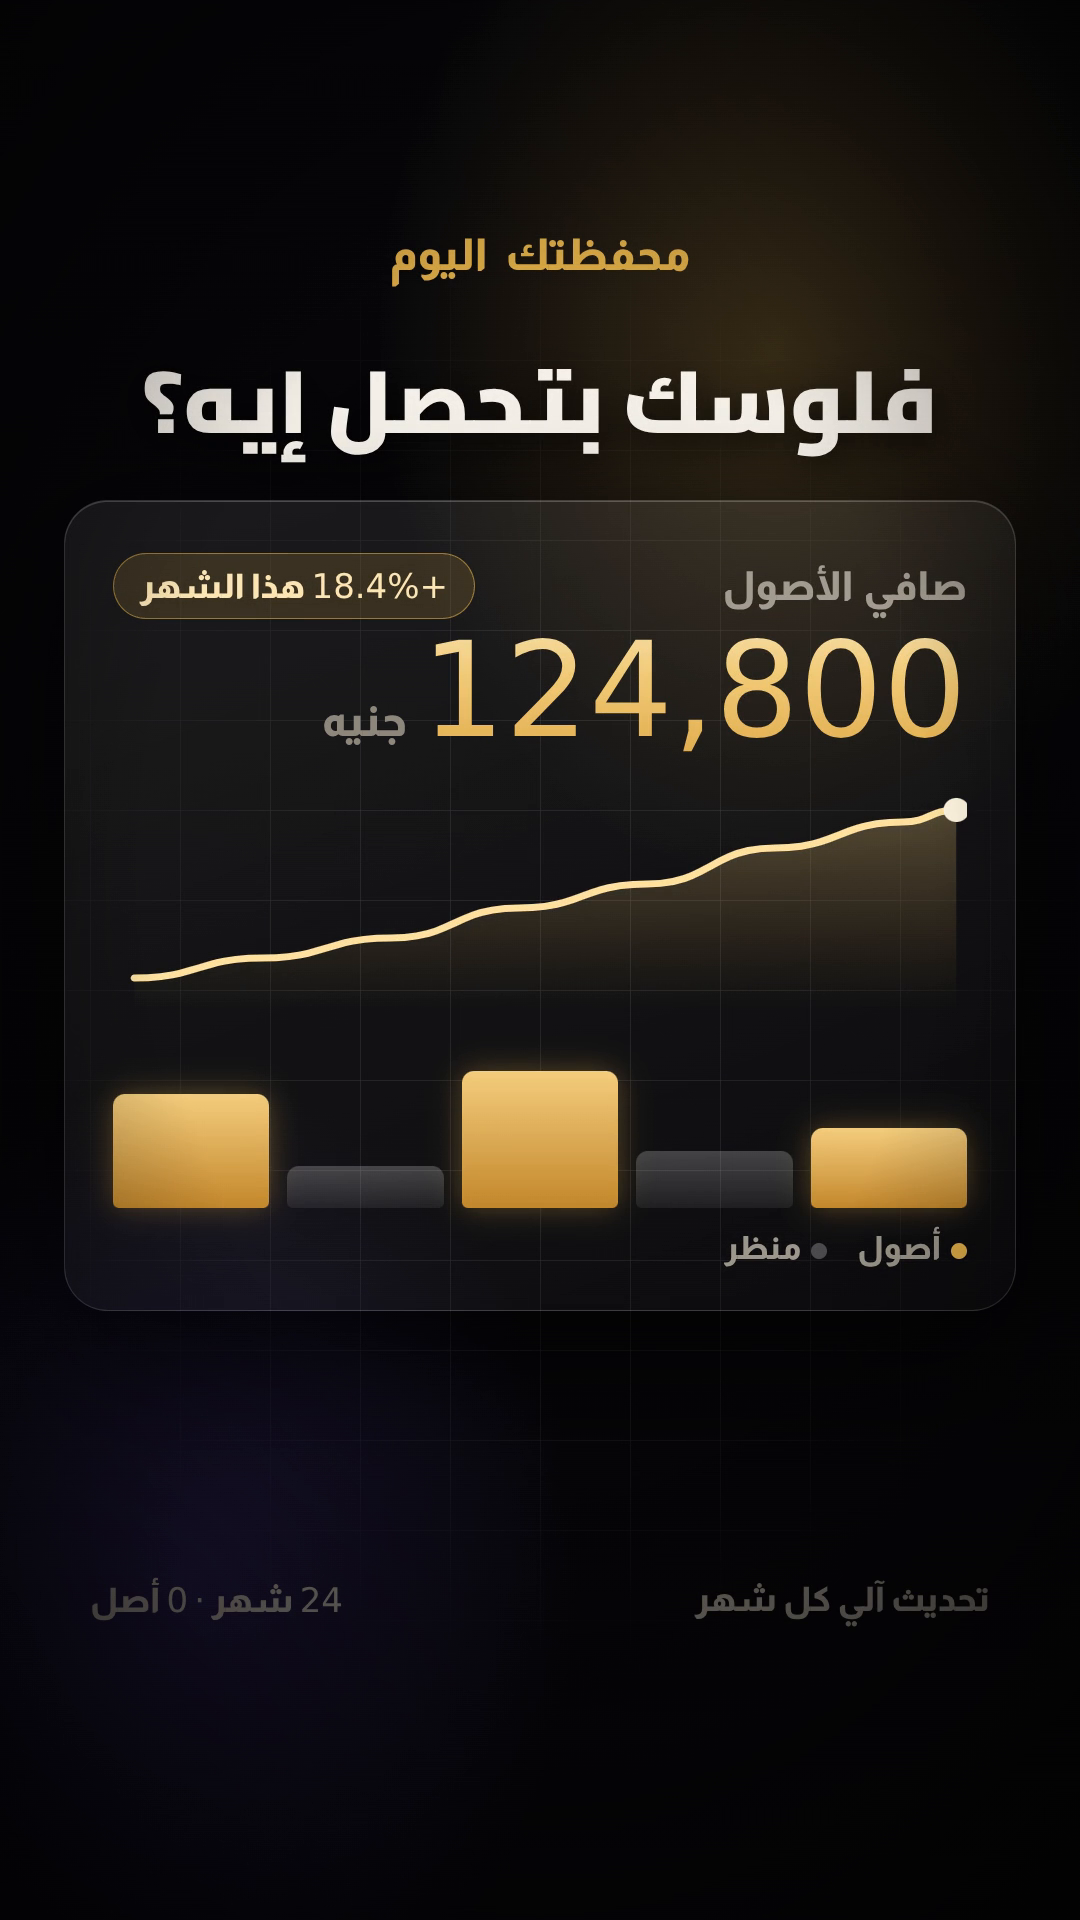 محفظتك اليوم
فلوسك بتحصل إيه؟
صافي الأصول
+18.4% هذا الشهر
124,800 جنيه
أصول
منظر
تحديث آلي كل شهر
24 شهر · 0 أصل